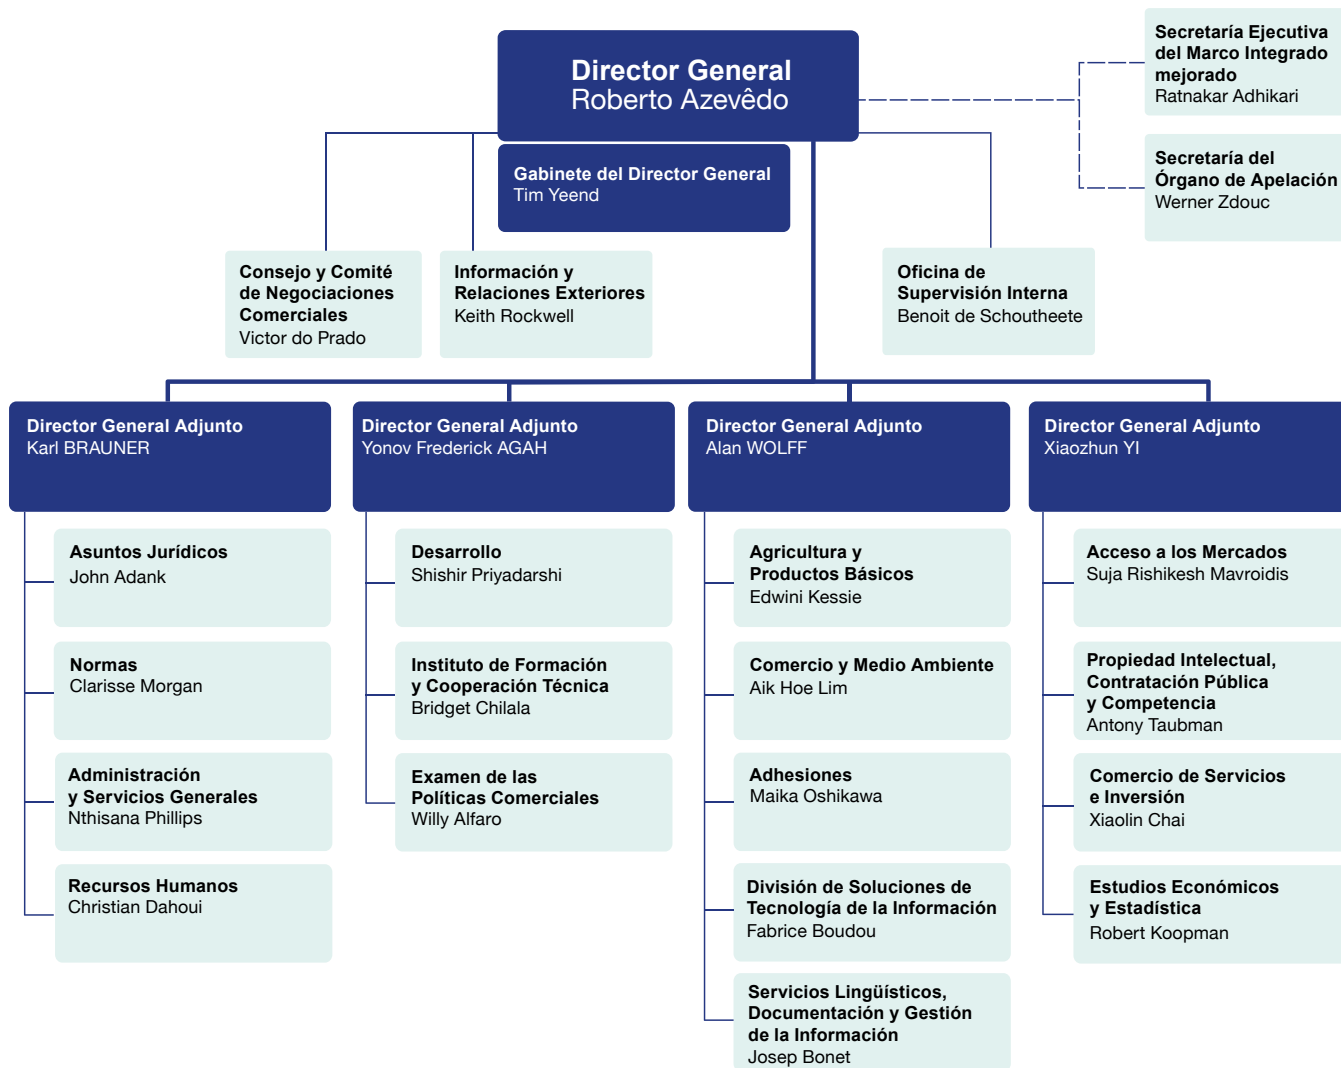 Director General
Roberto Azevêdo
Gabinete del Director General
Tim Yeend
Secretaría Ejecutiva
del Marco Integrado
mejorado
Ratnakar Adhikari
Secretaría del
Órgano de Apelación
Werner Zdouc
Consejo y Comité
de Negociaciones
Comerciales
Victor do Prado
Información y
Relaciones Exteriores
Keith Rockwell
Oficina de
Supervisión Interna
Benoit de Schoutheete
Director General Adjunto
Karl BRAUNER
Asuntos Jurídicos
John Adank
Normas
Clarisse Morgan
Administración
y Servicios Generales
Nthisana Phillips
Recursos Humanos
Christian Dahoui
Director General Adjunto
Yonov Frederick AGAH
Desarrollo
Shishir Priyadarshi
Instituto de Formación
y Cooperación Técnica
Bridget Chilala
Examen de las
Políticas Comerciales
Willy Alfaro
Director General Adjunto
Alan WOLFF
Agricultura y
Productos Básicos
Edwini Kessie
Comercio y Medio Ambiente
Aik Hoe Lim
Adhesiones
Maika Oshikawa
División de Soluciones de
Tecnología de la Información
Fabrice Boudou
Servicios Lingüísticos,
Documentación y Gestión
de la Información
Josep Bonet
Director General Adjunto
Xiaozhun YI
Acceso a los Mercados
Suja Rishikesh Mavroidis
Propiedad Intelectual,
Contratación Pública
y Competencia
Antony Taubman
Comercio de Servicios
e Inversión
Xiaolin Chai
Estudios Económicos
y Estadística
Robert Koopman